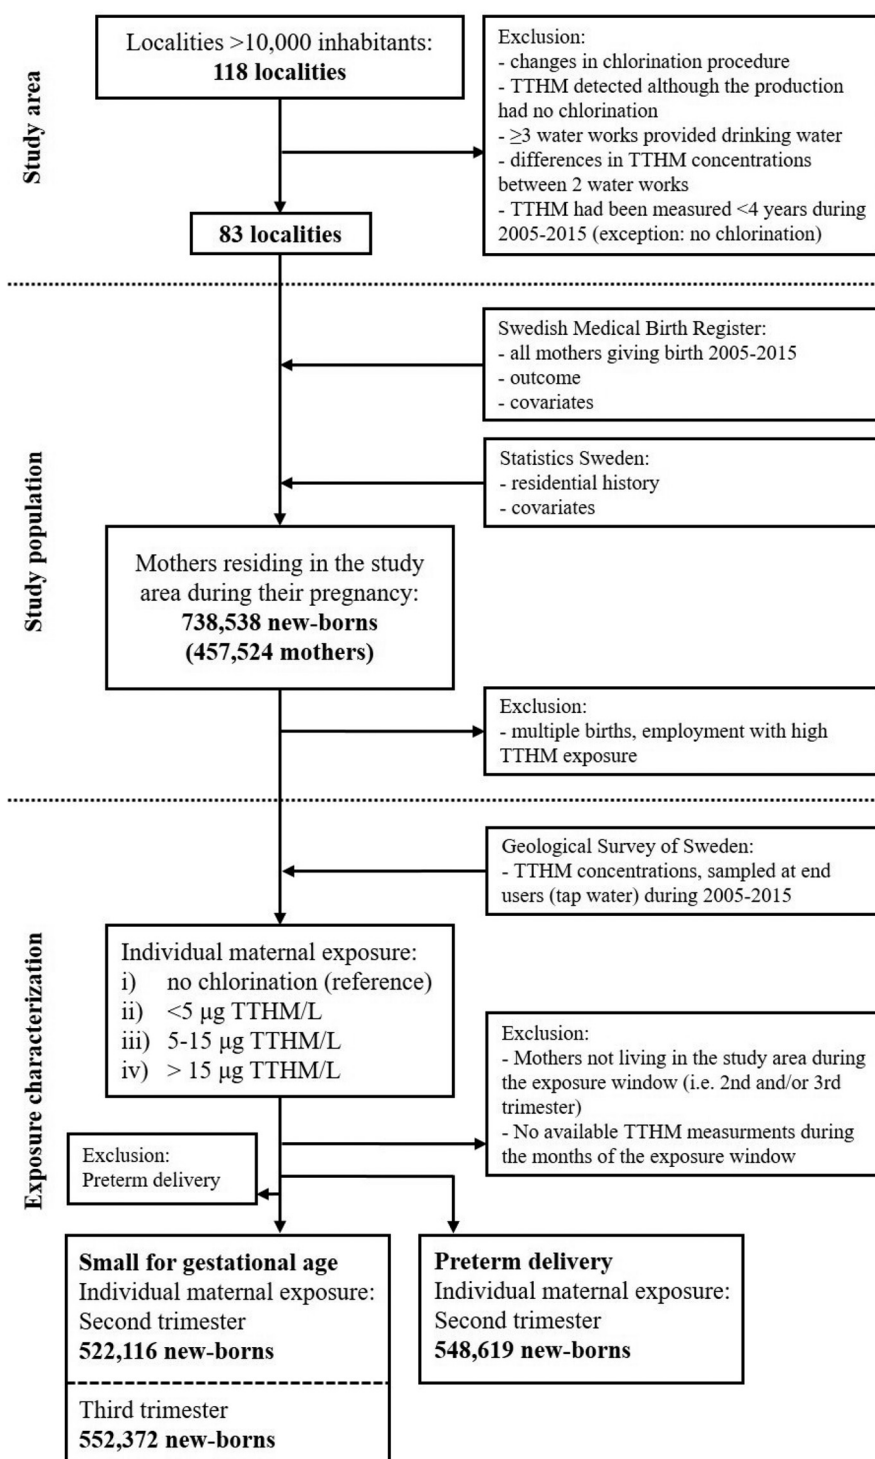 Study area
Localities >10,000 inhabitants:
118 localities
Exclusion:
- changes in chlorination procedure
- TTHM detected although the production
had no chlorination
- ≥3 water works provided drinking water
- differences in TTHM concentrations
between 2 water works
- TTHM had been measured <4 years during
2005-2015 (exception: no chlorination)
83 localities
Study population
Swedish Medical Birth Register:
- all mothers giving birth 2005-2015
- outcome
- covariates
Statistics Sweden:
- residential history
- covariates
Mothers residing in the study
area during their pregnancy:
738,538 new-borns
(457,524 mothers)
Exclusion:
- multiple births, employment with high
TTHM exposure
Exposure characterization
Geological Survey of Sweden:
- TTHM concentrations, sampled at end
users (tap water) during 2005-2015
Individual maternal exposure:
i) no chlorination (reference)
ii) <5 µg TTHM/L
iii) 5-15 µg TTHM/L
iv) > 15 µg TTHM/L
Exclusion:
- Mothers not living in the study area during
the exposure window (i.e. 2nd and/or 3rd
trimester)
- No available TTHM measurments during
the months of the exposure window
Exclusion:
Preterm delivery
Small for gestational age
Individual maternal exposure:
Second trimester
522,116 new-borns
Third trimester
552,372 new-borns
Preterm delivery
Individual maternal exposure:
Second trimester
548,619 new-borns